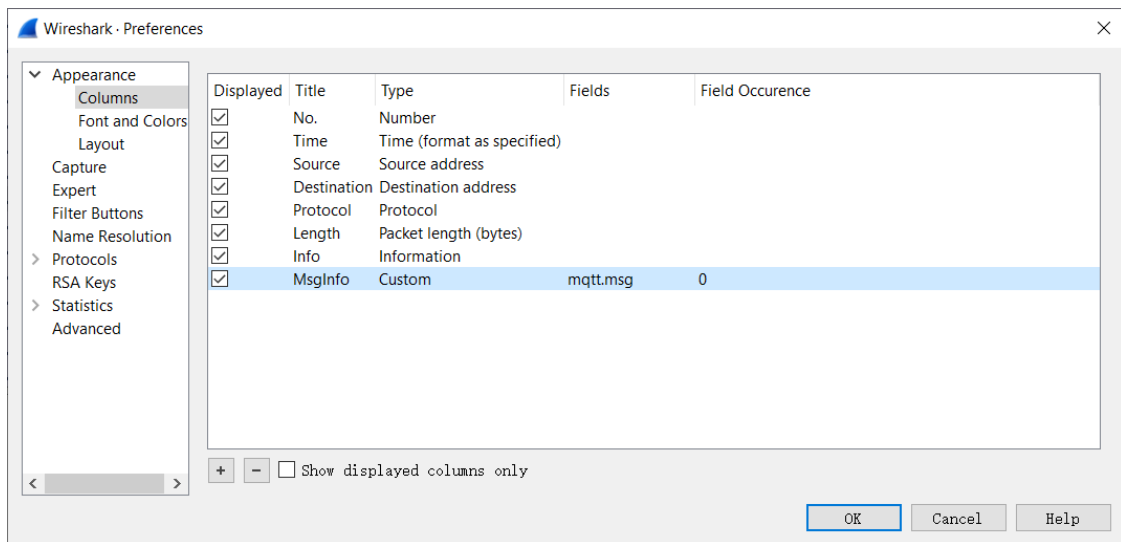 Wireshark · Preferences
Appearance
Columns
Font and Colors
Layout
Capture
Expert
Filter Buttons
Name Resolution
Protocols
RSA Keys
Statistics
Advanced
Displayed Title Type Fields Field Occurence
No. Number
Time Time (format as specified)
Source Source address
Destination Destination address
Protocol Protocol
Length Packet length (bytes)
Info Information
MsgInfo Custom mqtt.msg 0
Show displayed columns only
OK Cancel Help